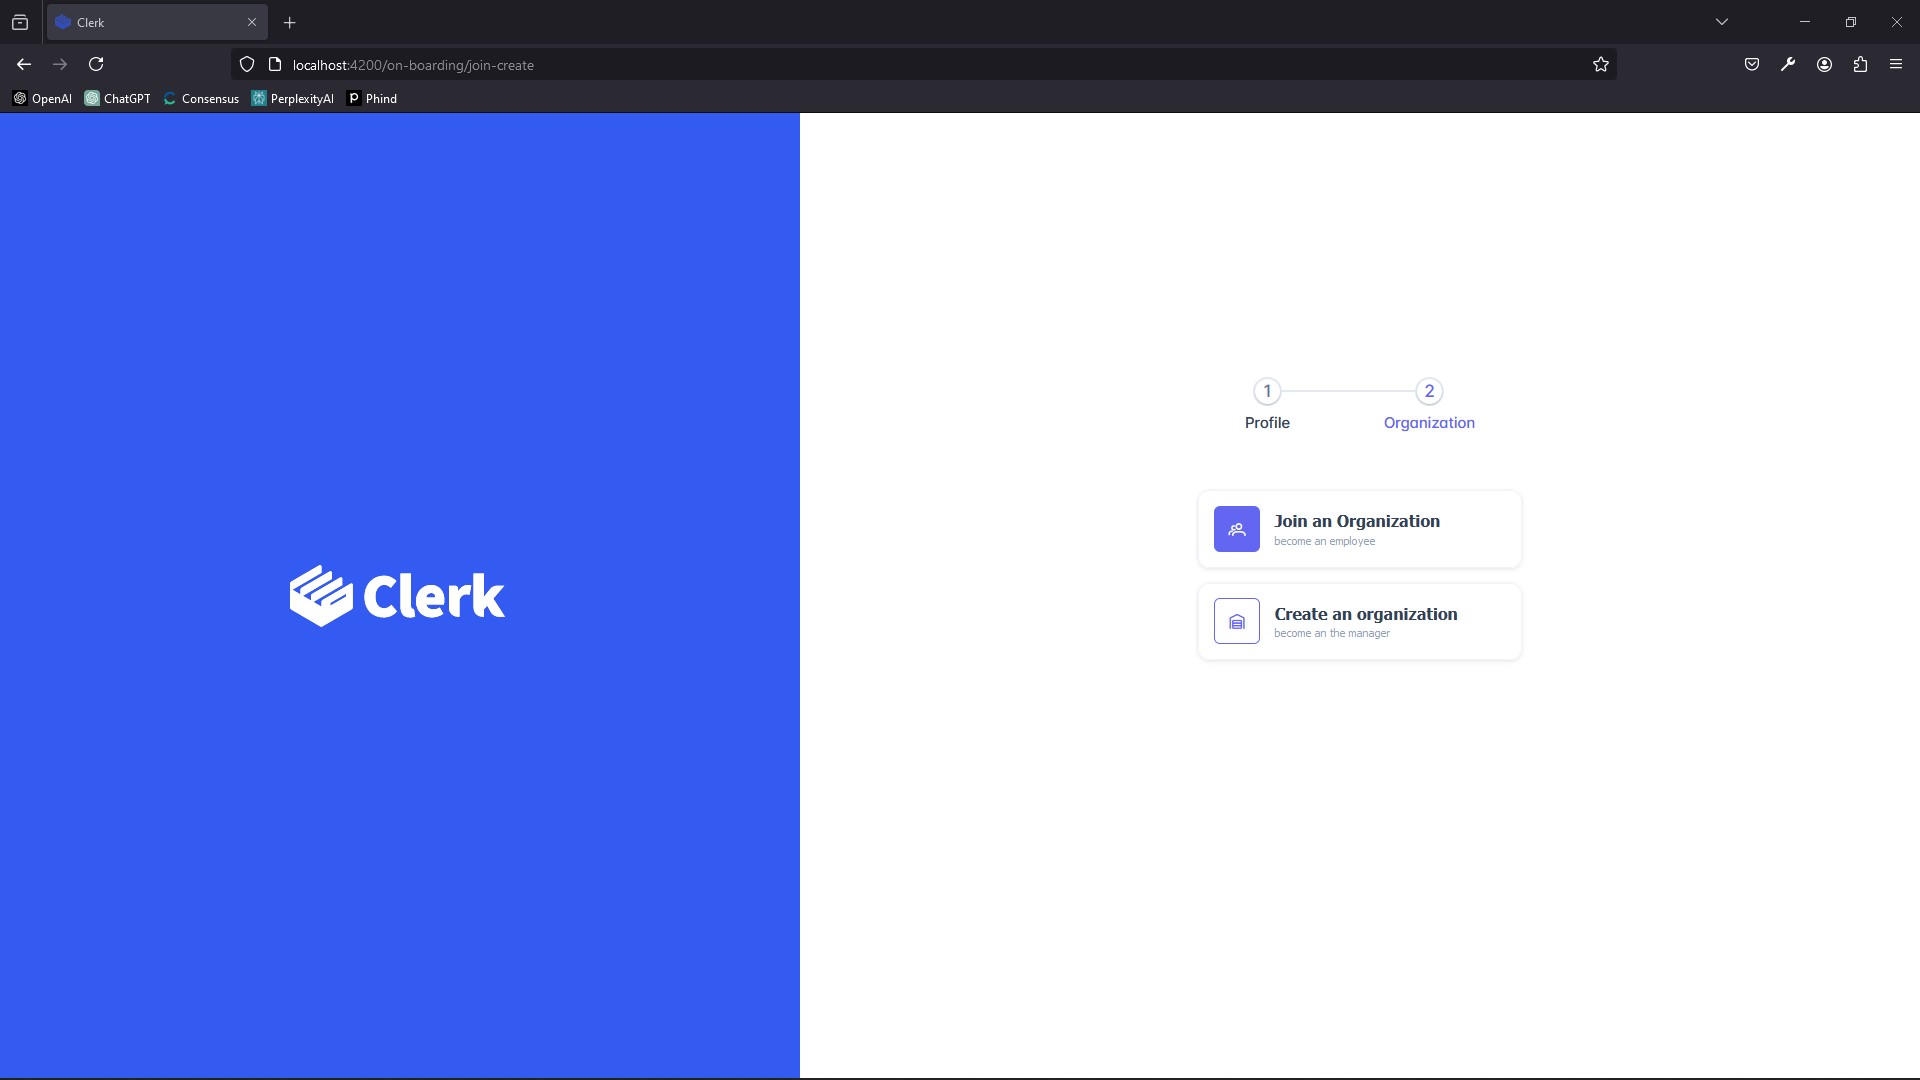 Clerk
localhost:4200/on-boarding/join-create
OpenAI ChatGPT Consensus PerplexityAI Phind
Clerk
1 2
Profile Organization
Join an Organization
become an employee
Create an organization
become an the manager